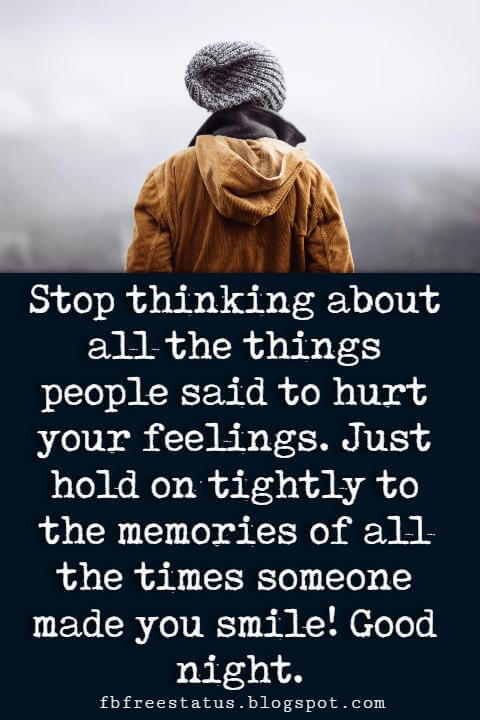 Stop thinking about
all the things
people said to hurt
your feelings. Just
hold on tightly to
the memories of all
the times someone
made you smile! Good
night.
fbfreestatus.blogspot.com